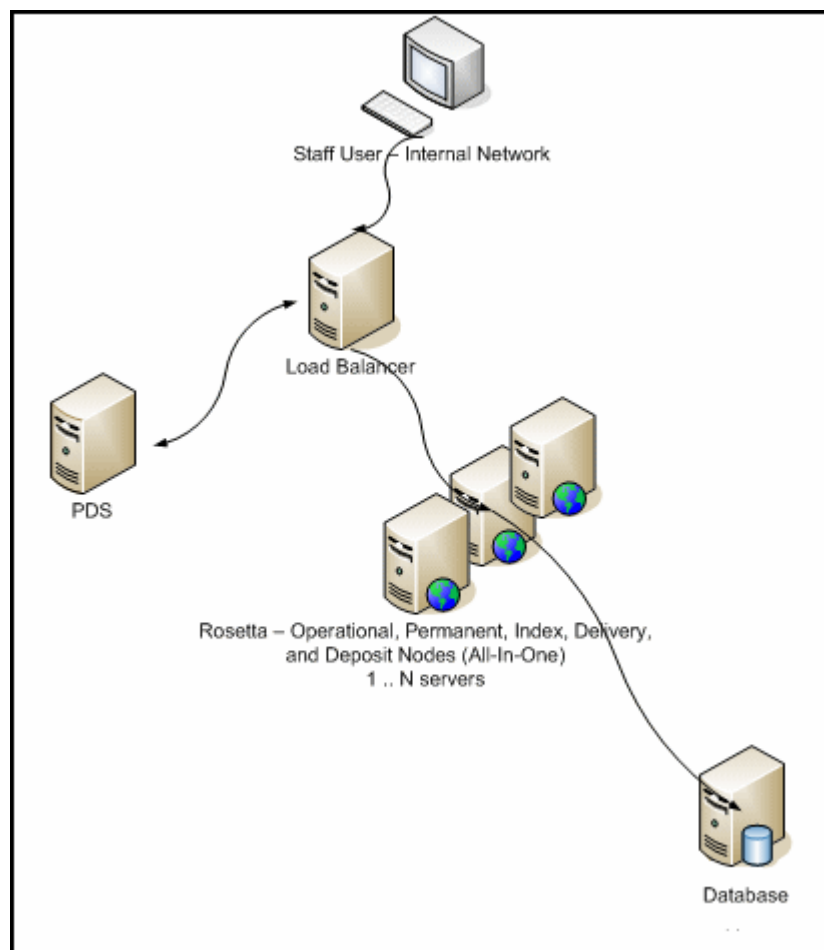 Staff User – Internal Network
Load Balancer
PDS
Rosetta – Operational, Permanent, Index, Delivery,
and Deposit Nodes (All-In-One)
1 .. N servers
Database
. .